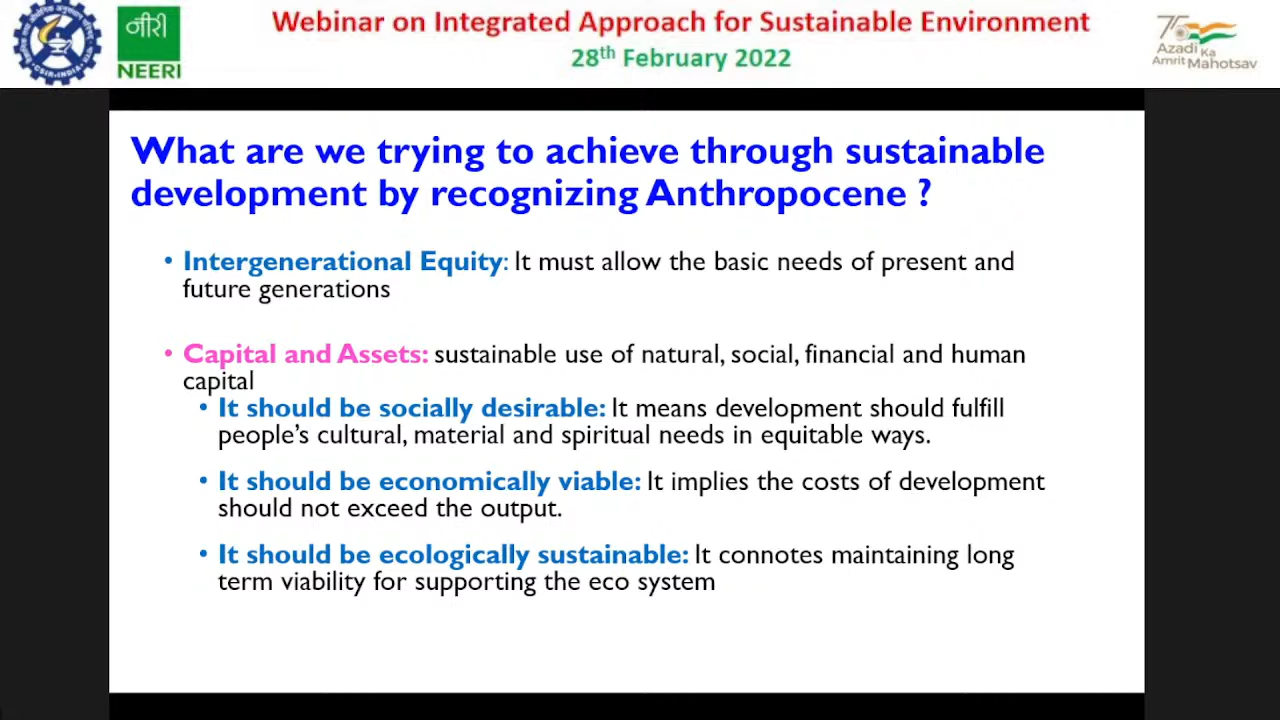 Webinar on Integrated Approach for Sustainable Environment
28th February 2022
नीरी
NEERI
CSIR-INDIA
75
Azadi Ka
Amrit Mahotsav
What are we trying to achieve through sustainable
development by recognizing Anthropocene ?
• Intergenerational Equity: It must allow the basic needs of present and
future generations
• Capital and Assets: sustainable use of natural, social, financial and human
capital
• It should be socially desirable: It means development should fulfill
people's cultural, material and spiritual needs in equitable ways.
• It should be economically viable: It implies the costs of development
should not exceed the output.
• It should be ecologically sustainable: It connotes maintaining long
term viability for supporting the eco system